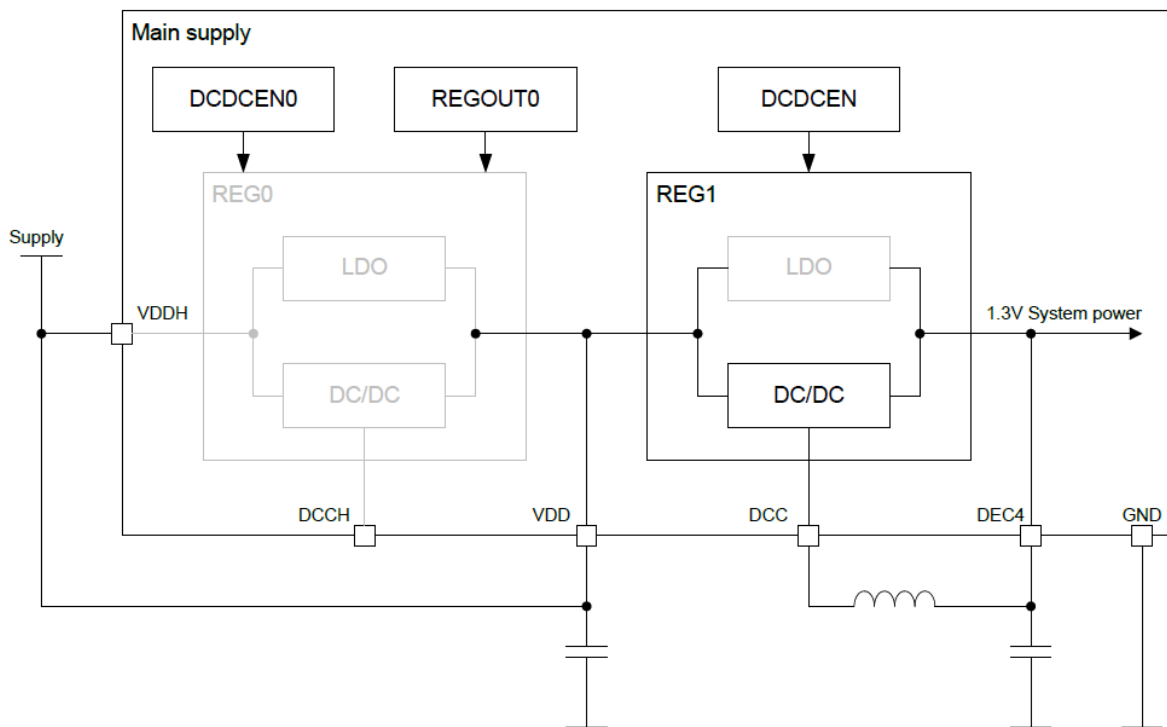 Main supply
DCDCEN0
REGOUT0
DCDCEN
REG0
REG1
Supply
LDO
LDO
VDDH
1.3V System power
DC/DC
DC/DC
DCCH
VDD
DCC
DEC4
GND